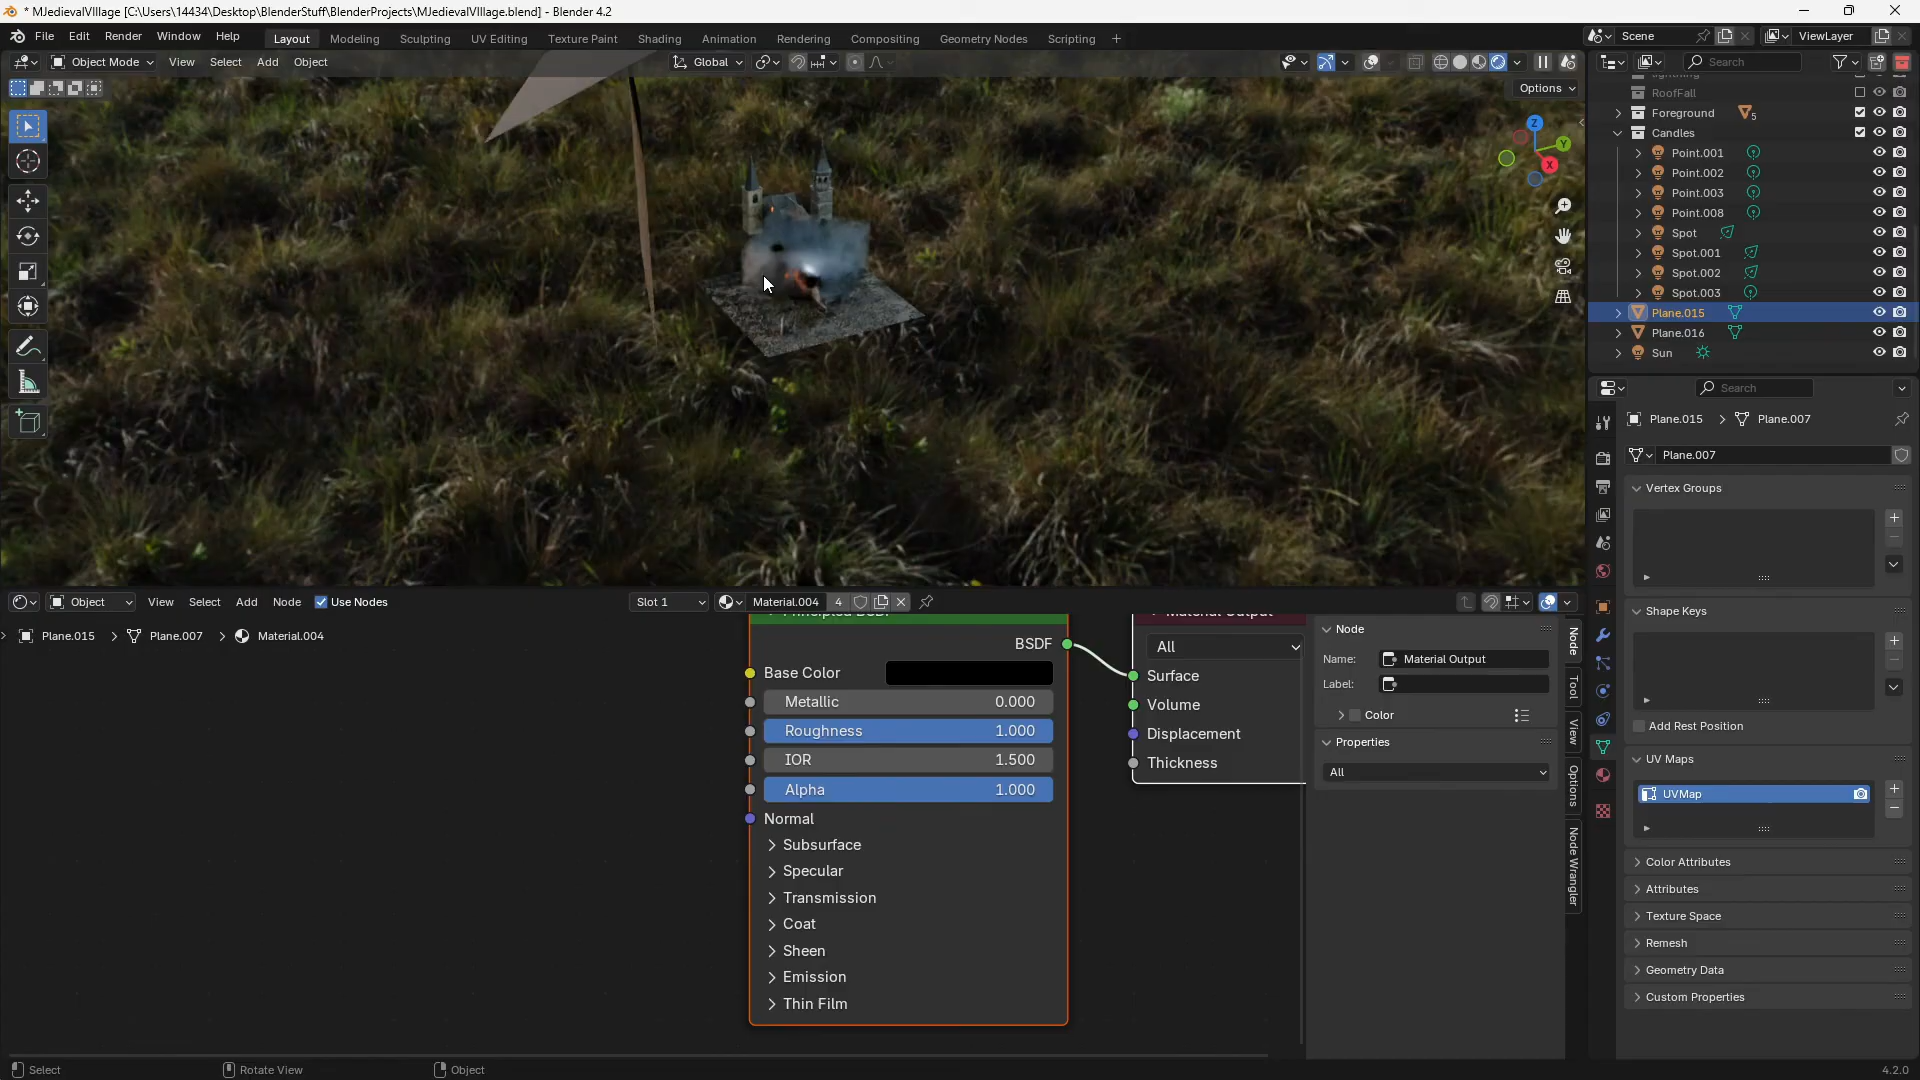 * MJedievalVIllage [C:\Users\14434\Desktop\BlenderStuff\BlenderProjects\MJedievalVIllage.blend] - Blender 4.2
File Edit Render Window Help Layout Modeling Sculpting UV Editing Texture Paint Shading Animation Rendering Compositing Geometry Nodes Scripting + Scene ViewLayer
Object Mode View Select Add Object Global Search
Options
lightning
RoofFall
Foreground 5
Candles
Point.001
Point.002
Point.003
Point.008
Spot
Spot.001
Spot.002
Spot.003
Plane.015
Plane.016
Sun
Z
Y
X
Search
Plane.015 Plane.007
Plane.007
Vertex Groups
Shape Keys
Add Rest Position
UV Maps
UVMap
Color Attributes
Attributes
Texture Space
Remesh
Geometry Data
Custom Properties
Object View Select Add Node Use Nodes Slot 1 Material.004 4
Plane.015 Plane.007 Material.004
Principled BSDF
BSDF
Base Color
Metallic 0.000
Roughness 1.000
IOR 1.500
Alpha 1.000
Normal
Subsurface
Specular
Transmission
Coat
Sheen
Emission
Thin Film
Material Output
All
Surface
Volume
Displacement
Thickness
Node
Name: Material Output
Label:
Color
Properties
All
Node
Tool
View
Options
Node Wrangler
Select Rotate View Object 4.2.0